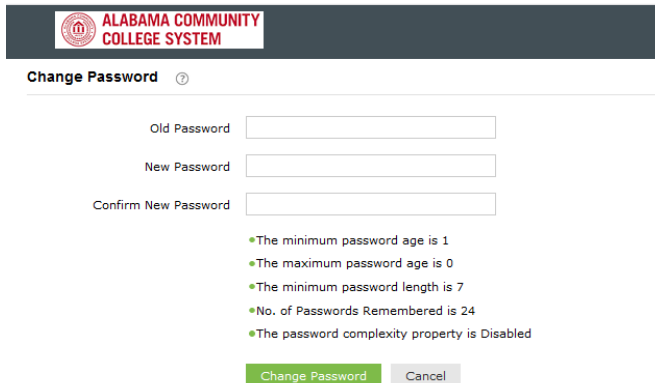 ALABAMA COMMUNITY
COLLEGE SYSTEM
Change Password ?
Old Password
New Password
Confirm New Password
•The minimum password age is 1
•The maximum password age is 0
•The minimum password length is 7
•No. of Passwords Remembered is 24
•The password complexity property is Disabled
Change Password Cancel